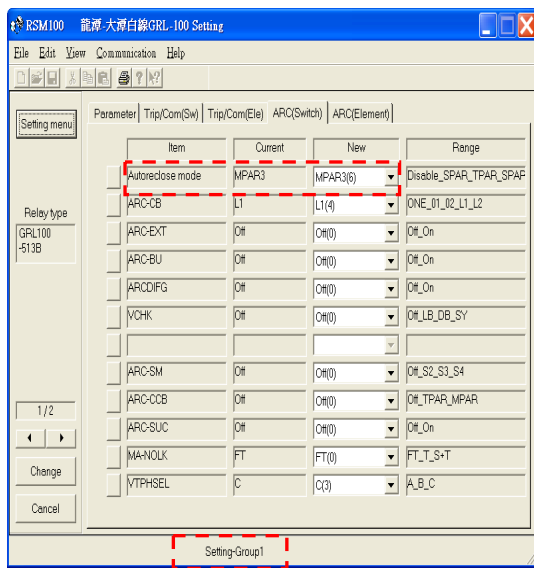 RSM100 龍潭-大潭白線GRL-100 Setting
File Edit View Communication Help
Setting menu
Relay type
GRL100
-513B
1/2
Change
Cancel
Parameter Trip/Com(Sw) Trip/Com(Ele) ARC(Switch) ARC(Element)
Item Current New Range
Autoreclose mode MPAR3 MPAR3(6) Disable_SPAR_TPAR_SPAR
ARC-CB L1 L1(4) ONE_01_02_L1_L2
ARC-EXT Off Off(0) Off_On
ARC-BU Off Off(0) Off_On
ARCDIFG Off Off(0) Off_On
VCHK Off Off(0) Off_LB_DB_SY
ARC-SM Off Off(0) Off_S2_S3_S4
ARC-CCB Off Off(0) Off_TPAR_MPAR
ARC-SUC Off Off(0) Off_On
MA-NOLK FT FT(0) FT_T_S+T
VTPHSEL C C(3) A_B_C
Setting-Group1